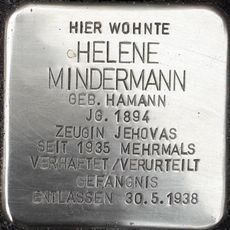 HIER WOHNTE
HELENE
MINDERMANN
GEB. HAMANN
JG. 1894
ZEUGIN JEHOVAS
SEIT 1935 MEHRMALS
VERHAFTET/VERURTEILT
GEFÄNGNIS
ENTLASSEN 30.5.1938